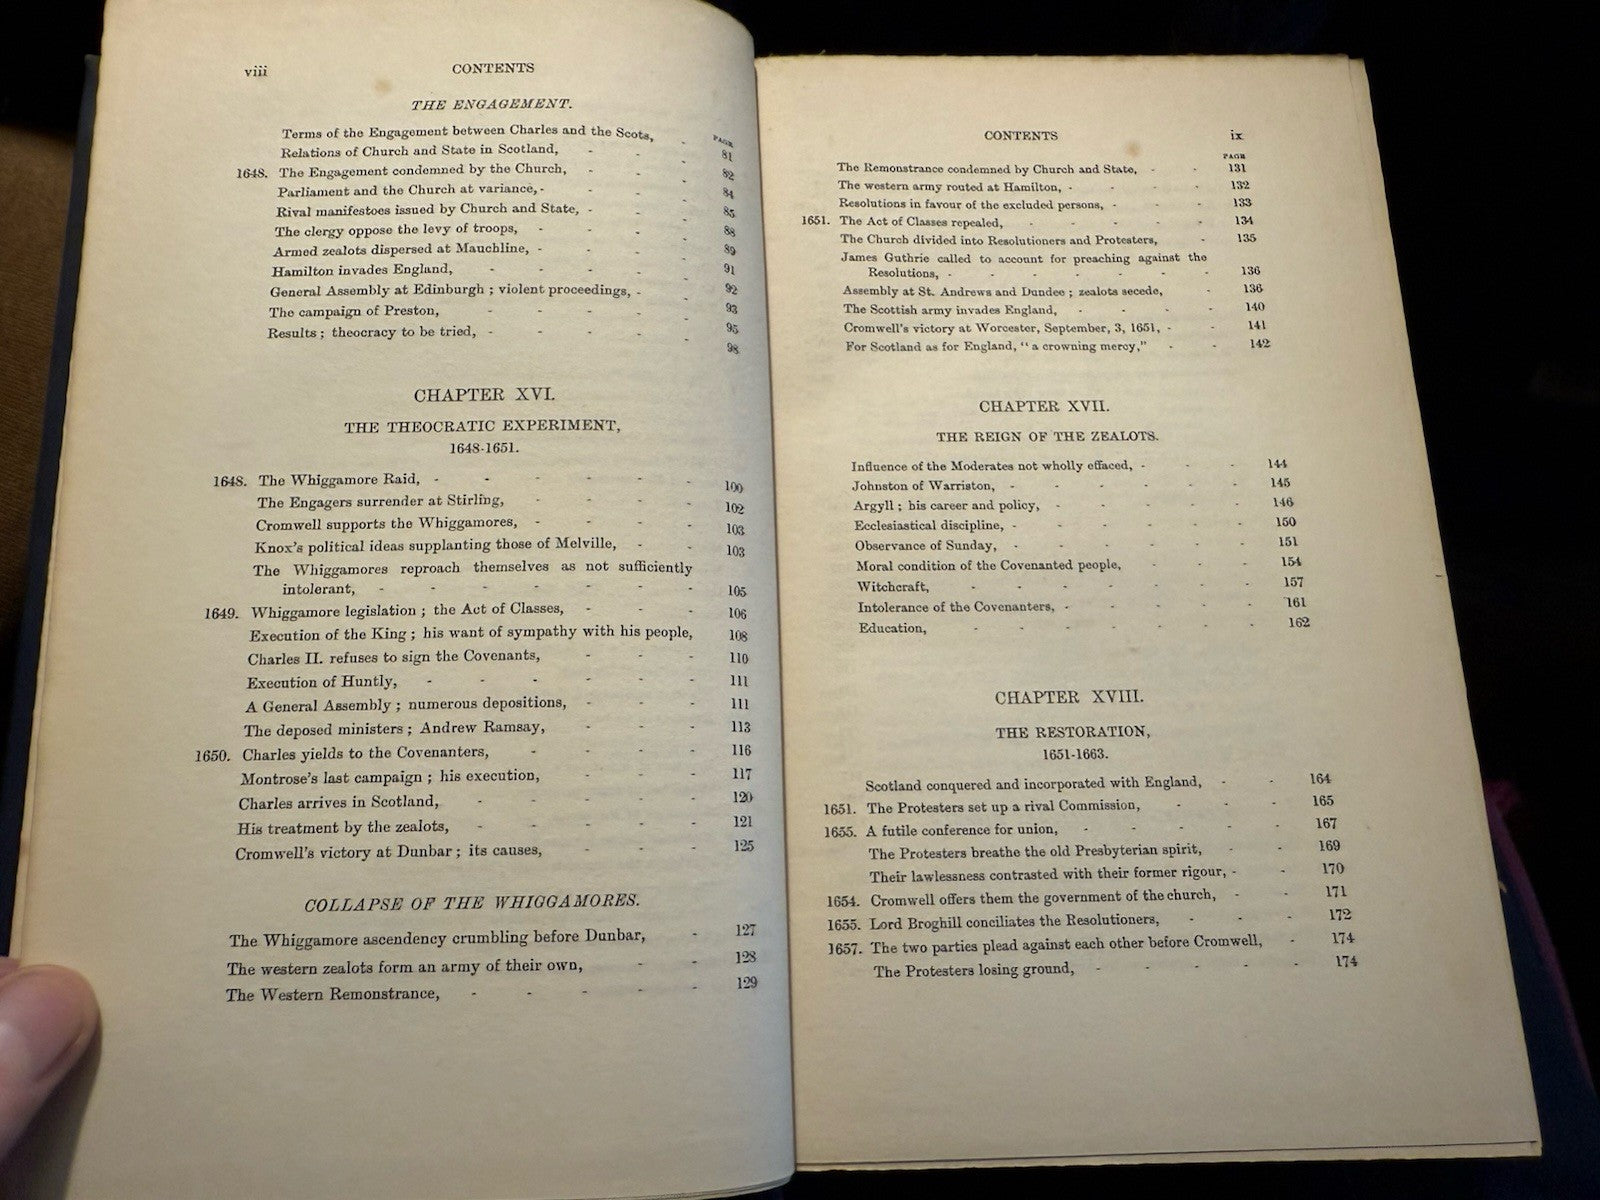 viii CONTENTS
THE ENGAGEMENT.
PAGE
Terms of the Engagement between Charles and the Scots, - 81
Relations of Church and State in Scotland, - - - 82
1648. The Engagement condemned by the Church, - - - 84
Parliament and the Church at variance, - - - - 85
Rival manifestoes issued by Church and State, - - - 88
The clergy oppose the levy of troops, - - - - 89
Armed zealots dispersed at Mauchline, - - - - 91
Hamilton invades England, - - - - - 92
General Assembly at Edinburgh ; violent proceedings, - - 93
The campaign of Preston, - - - - - 95
Results ; theocracy to be tried, - - - - - 98
CHAPTER XVI.
THE THEOCRATIC EXPERIMENT,
1648-1651.
1648. The Whiggamore Raid, - - - - - - 100
The Engagers surrender at Stirling, - - - - 102
Cromwell supports the Whiggamores, - - - - 103
Knox's political ideas supplanting those of Melville, - - 103
The Whiggamores reproach themselves as not sufficiently
intolerant, - - - - - - - 105
1649. Whiggamore legislation ; the Act of Classes, - - - 106
Execution of the King ; his want of sympathy with his people, 108
Charles II. refuses to sign the Covenants, - - - 110
Execution of Huntly, - - - - - - 111
A General Assembly ; numerous depositions, - - - 111
The deposed ministers ; Andrew Ramsay, - - - 113
1650. Charles yields to the Covenanters, - - - - 116
Montrose's last campaign ; his execution, - - - 117
Charles arrives in Scotland, - - - - - 120
His treatment by the zealots, - - - - - 121
Cromwell's victory at Dunbar ; its causes, - - - 125
COLLAPSE OF THE WHIGGAMORES.
The Whiggamore ascendency crumbling before Dunbar, - 127
The western zealots form an army of their own, - - 128
The Western Remonstrance, - - - - - 129
CONTENTS ix
PAGE
The Remonstrance condemned by Church and State, - - 131
The western army routed at Hamilton, - - - - 132
Resolutions in favour of the excluded persons, - - - 133
1651. The Act of Classes repealed, - - - - - 134
The Church divided into Resolutioners and Protesters, - 135
James Guthrie called to account for preaching against the
Resolutions, - - - - - - - 136
Assembly at St. Andrews and Dundee ; zealots secede, - 136
The Scottish army invades England, - - - - 140
Cromwell's victory at Worcester, September, 3, 1651, - - 141
For Scotland as for England, "a crowning mercy," - - 142
CHAPTER XVII.
THE REIGN OF THE ZEALOTS.
Influence of the Moderates not wholly effaced, - - - 144
Johnston of Warriston, - - - - - - 145
Argyll ; his career and policy, - - - - - 146
Ecclesiastical discipline, - - - - - - 150
Observance of Sunday, - - - - - - 151
Moral condition of the Covenanted people, - - - 154
Witchcraft, - - - - - - - 157
Intolerance of the Covenanters, - - - - - 161
Education, - - - - - - - 162
CHAPTER XVIII.
THE RESTORATION,
1651-1663.
Scotland conquered and incorporated with England, - - 164
1651. The Protesters set up a rival Commission, - - - 165
1655. A futile conference for union, - - - - - 167
The Protesters breathe the old Presbyterian spirit, - - 169
Their lawlessness contrasted with their former rigour, - - 170
1654. Cromwell offers them the government of the church, - - 171
1655. Lord Broghill conciliates the Resolutioners, - - - 172
1657. The two parties plead against each other before Cromwell, - 174
The Protesters losing ground, - - - - - 174